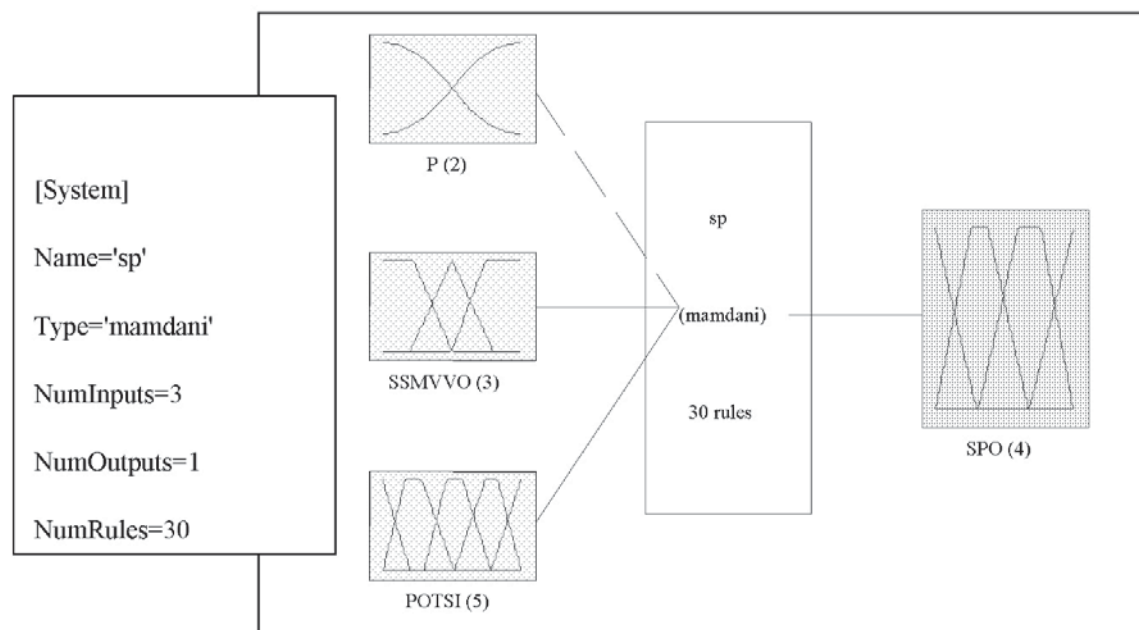 [System]
Name='sp'
Type='mamdani'
NumInputs=3
NumOutputs=1
NumRules=30
P (2)
SSMVVO (3)
POTSI (5)
sp
(mamdani)
30 rules
SPO (4)